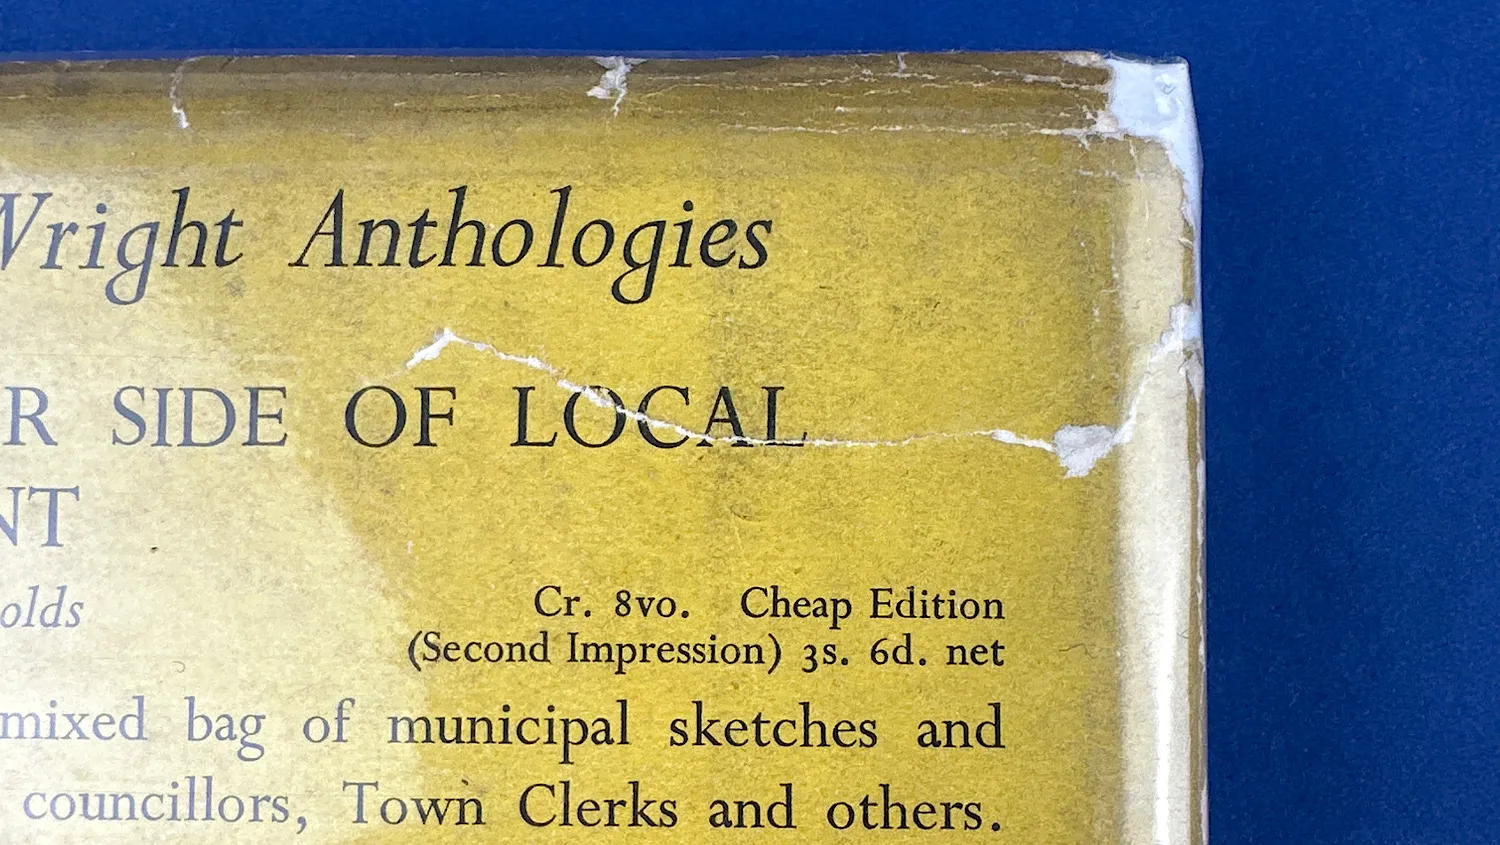 Wright Anthologies
R SIDE OF LOCAL
NT
olds
Cr. 8vo. Cheap Edition
(Second Impression) 3s. 6d. net
mixed bag of municipal sketches and
councillors, Town Clerks and others.